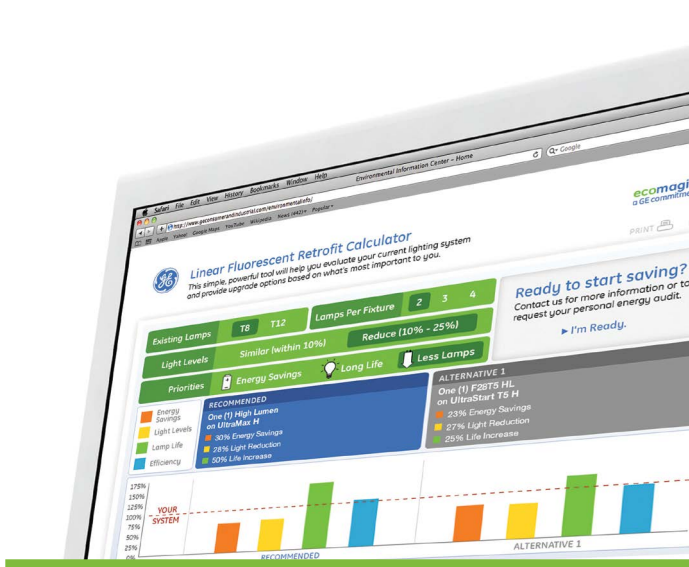 Safari File Edit View History Bookmarks Window Help
Environmental Information Center – Home
http://www.geconsumerandindustrial.com/environmentalinfo/
Google
Apple Yahoo! Google Maps YouTube Wikipedia News (442) Popular
ecomagi
a GE commitme
PRINT
GE
Linear Fluorescent Retrofit Calculator
This simple, powerful tool will help you evaluate your current lighting system
and provide upgrade options based on what's most important to you.
Existing Lamps T8 T12 Lamps Per Fixture 2 3 4
Light Levels Similar (within 10%) Reduce (10% - 25%)
Priorities Energy Savings Long Life Less Lamps
Ready to start saving?
Contact us for more information or to
request your personal energy audit.
I'm Ready.
Energy
Savings
Light Levels
Lamp Life
Efficiency
RECOMMENDED
One (1) High Lumen
on UltraMax H
30% Energy Savings
28% Light Reduction
50% Life Increase
ALTERNATIVE 1
One (1) F28T5 HL
on UltraStart T5 H
23% Energy Savings
27% Light Reduction
25% Life Increase
175%
150%
125%
100%
75%
50%
25%
0%
YOUR
SYSTEM
RECOMMENDED
ALTERNATIVE 1